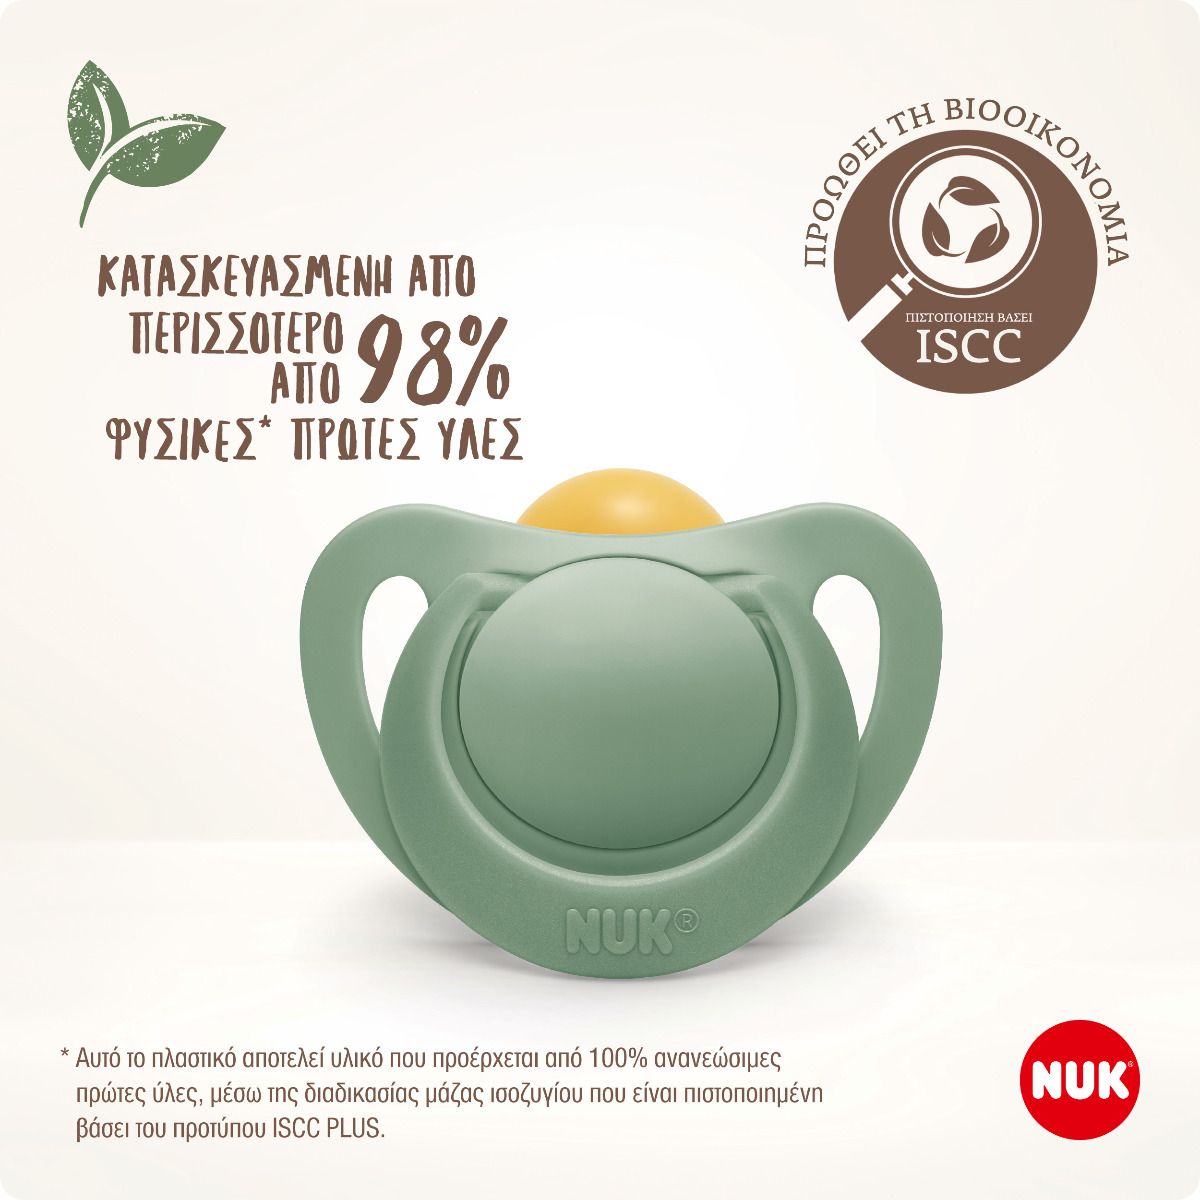 ΠΡΟΩΘΕΙ ΤΗ ΒΙΟΟΙΚΟΝΟΜΙΑ
ΠΙΣΤΟΠΟΙΗΣΗ ΒΑΣΕΙ
ISCC
ΚΑΤΑΣΚΕΥΑΣΜΕΝΗ ΑΠΟ
ΠΕΡΙΣΣΟΤΕΡΟ
ΑΠΟ 98%
ΦΥΣΙΚΕΣ* ΠΡΩΤΕΣ ΥΛΕΣ
NUK®
* Αυτό το πλαστικό αποτελεί υλικό που προέρχεται από 100% ανανεώσιμες
πρώτες ύλες, μέσω της διαδικασίας μάζας ισοζυγίου που είναι πιστοποιημένη
βάσει του προτύπου ISCC PLUS.
NUK®